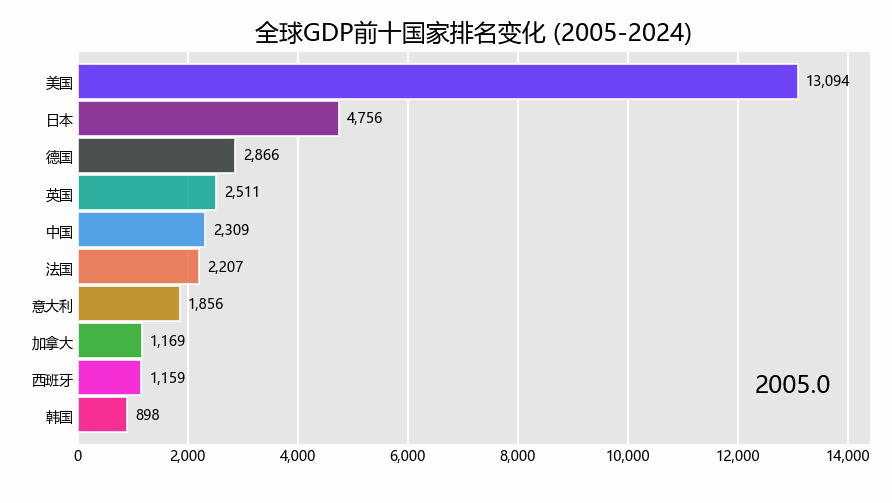 全球GDP前十国家排名变化 (2005-2024)
美国 13,094
日本 4,756
德国 2,866
英国 2,511
中国 2,309
法国 2,207
意大利 1,856
加拿大 1,169
西班牙 1,159
韩国 898
2005.0
0 2,000 4,000 6,000 8,000 10,000 12,000 14,000